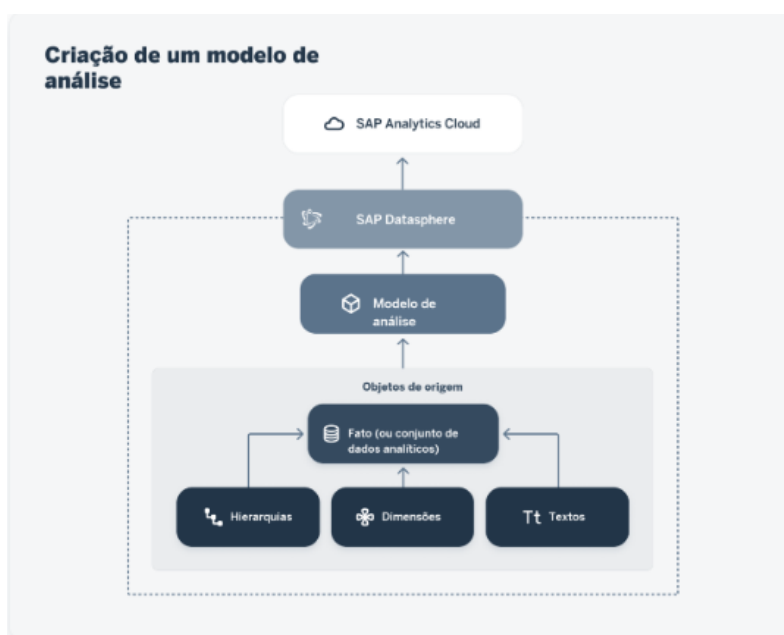 Criação de um modelo de
análise
SAP Analytics Cloud
SAP Datasphere
Modelo de
análise
Objetos de origem
Fato (ou conjunto de
dados analíticos)
Hierarquias
Dimensões
Tt Textos